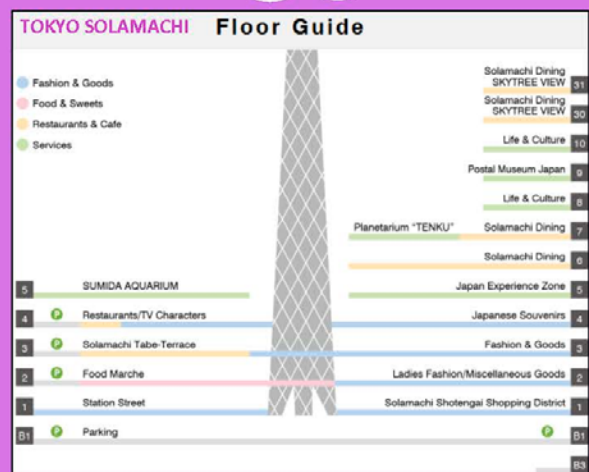 TOKYO SOLAMACHI Floor Guide
Fashion & Goods
Food & Sweets
Restaurants & Cafe
Services
Solamachi Dining
SKYTREE VIEW 31
Solamachi Dining
SKYTREE VIEW 30
Life & Culture 10
Postal Museum Japan 9
Life & Culture 8
Planetarium "TENKU" Solamachi Dining 7
Solamachi Dining 6
5 SUMIDA AQUARIUM Japan Experience Zone 5
4 P Restaurants/TV Characters Japanese Souvenirs 4
3 P Solamachi Tabe-Terrace Fashion & Goods 3
2 P Food Marche Ladies Fashion/Miscellaneous Goods 2
1 Station Street Solamachi Shotengai Shopping District 1
B1 P Parking P B1
B3